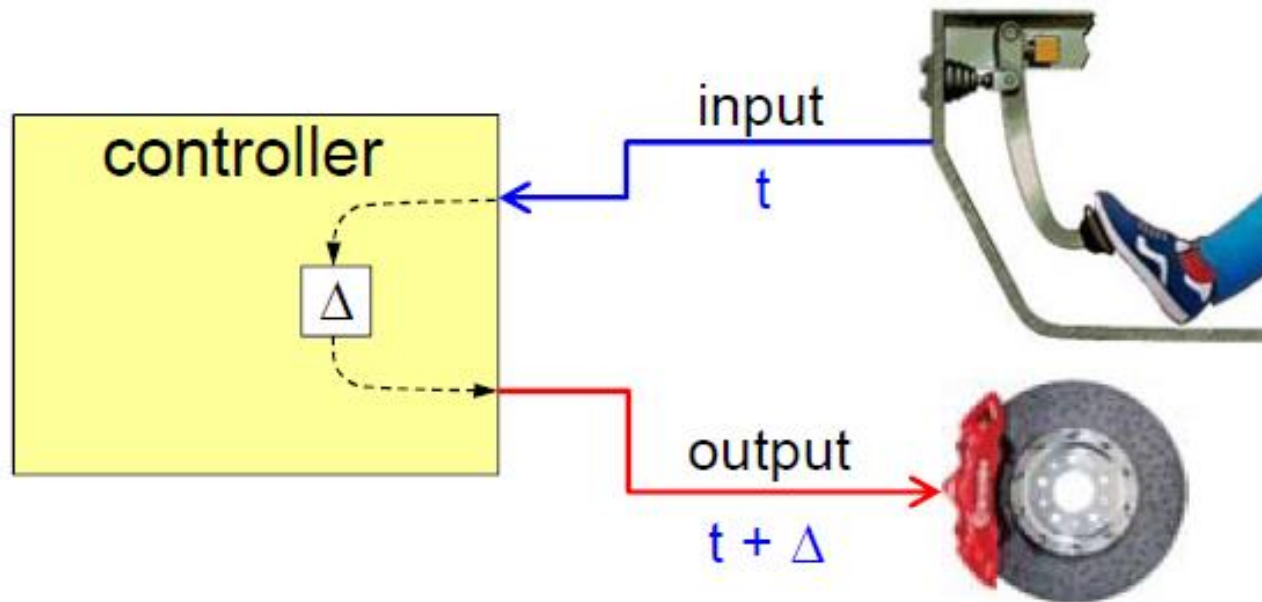 controller
input
t
Δ
output
t + Δ